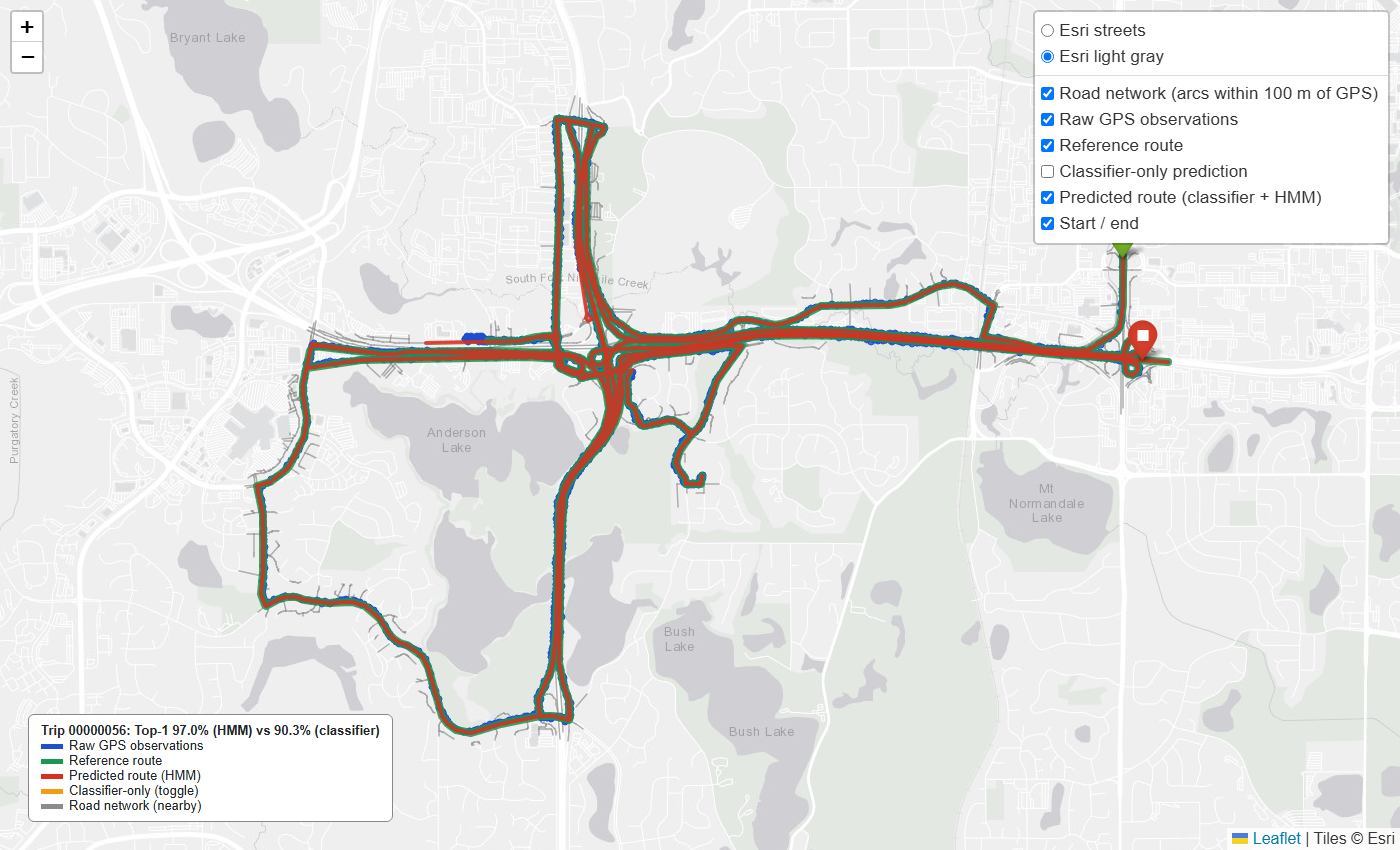 +
−
Bryant Lake
Esri streets
Esri light gray
Road network (arcs within 100 m of GPS)
Raw GPS observations
Reference route
Classifier-only prediction
Predicted route (classifier + HMM)
Start / end
South Fo
Ni
ile Creek
Purgatory Creek
Anderson
Lake
Mt
Normandale
Lake
Bush
Lake
Bush Lake
Trip 00000056: Top-1 97.0% (HMM) vs 90.3% (classifier)
Raw GPS observations
Reference route
Predicted route (HMM)
Classifier-only (toggle)
Road network (nearby)
Leaflet | Tiles © Esri